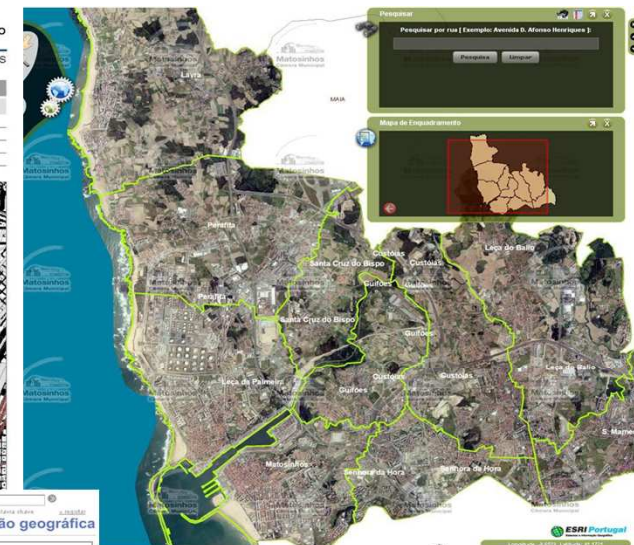 Pesquisar
Pesquisar por rua [ Exemplo: Avenida D. Afonso Henriques ]:
Pesquisa
Limpar
Mapa de Enquadramento
MAIA
Lavra
Matosinhos
Câmara Municipal
Perafita
Perafita
Santa Cruz do Bispo
Santa Cruz do Bispo
Custóias
Custóias
Leça do Balio
Guifões
Guifões
Guifões
Leça da Palmeira
Guifões
Custóias
Custóias
Leça do Balio
S. Mamede
Matosinhos
Senhora da Hora
Senhora da Hora
ão geográfica
ESRI Portugal